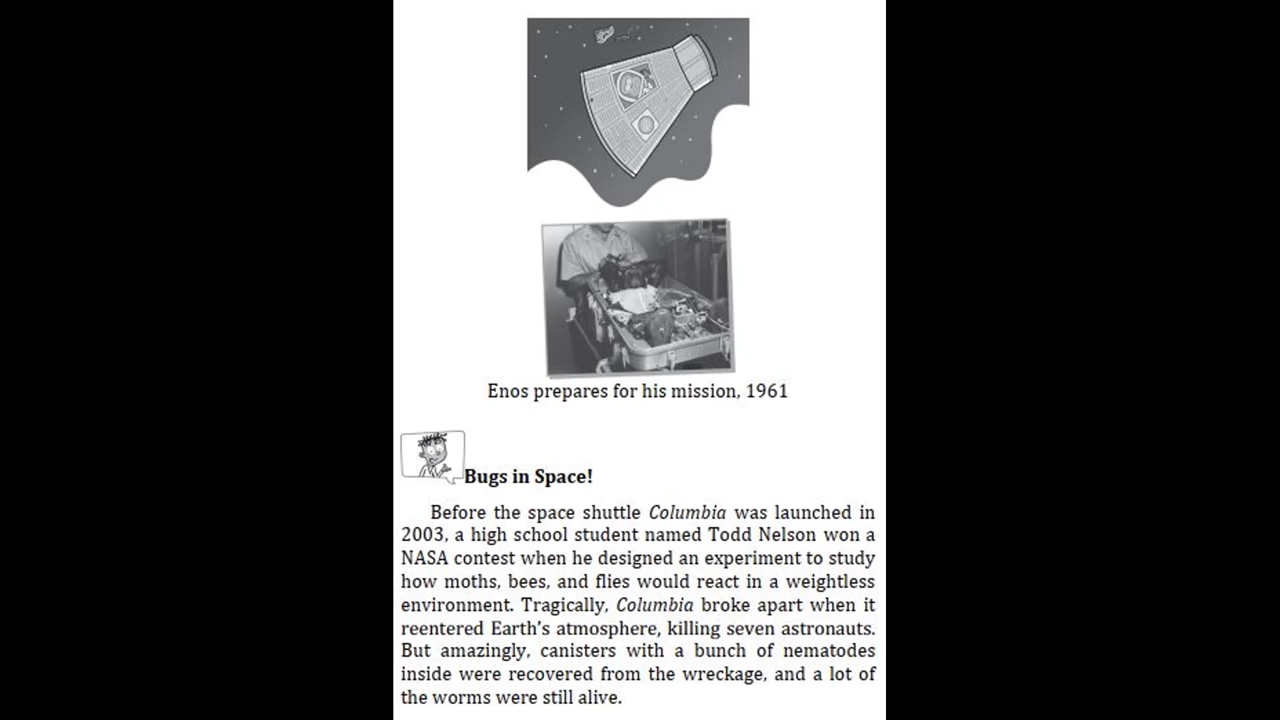 Enos prepares for his mission, 1961
Bugs in Space!
Before the space shuttle Columbia was launched in
2003, a high school student named Todd Nelson won a
NASA contest when he designed an experiment to study
how moths, bees, and flies would react in a weightless
environment. Tragically, Columbia broke apart when it
reentered Earth’s atmosphere, killing seven astronauts.
But amazingly, canisters with a bunch of nematodes
inside were recovered from the wreckage, and a lot of
the worms were still alive.